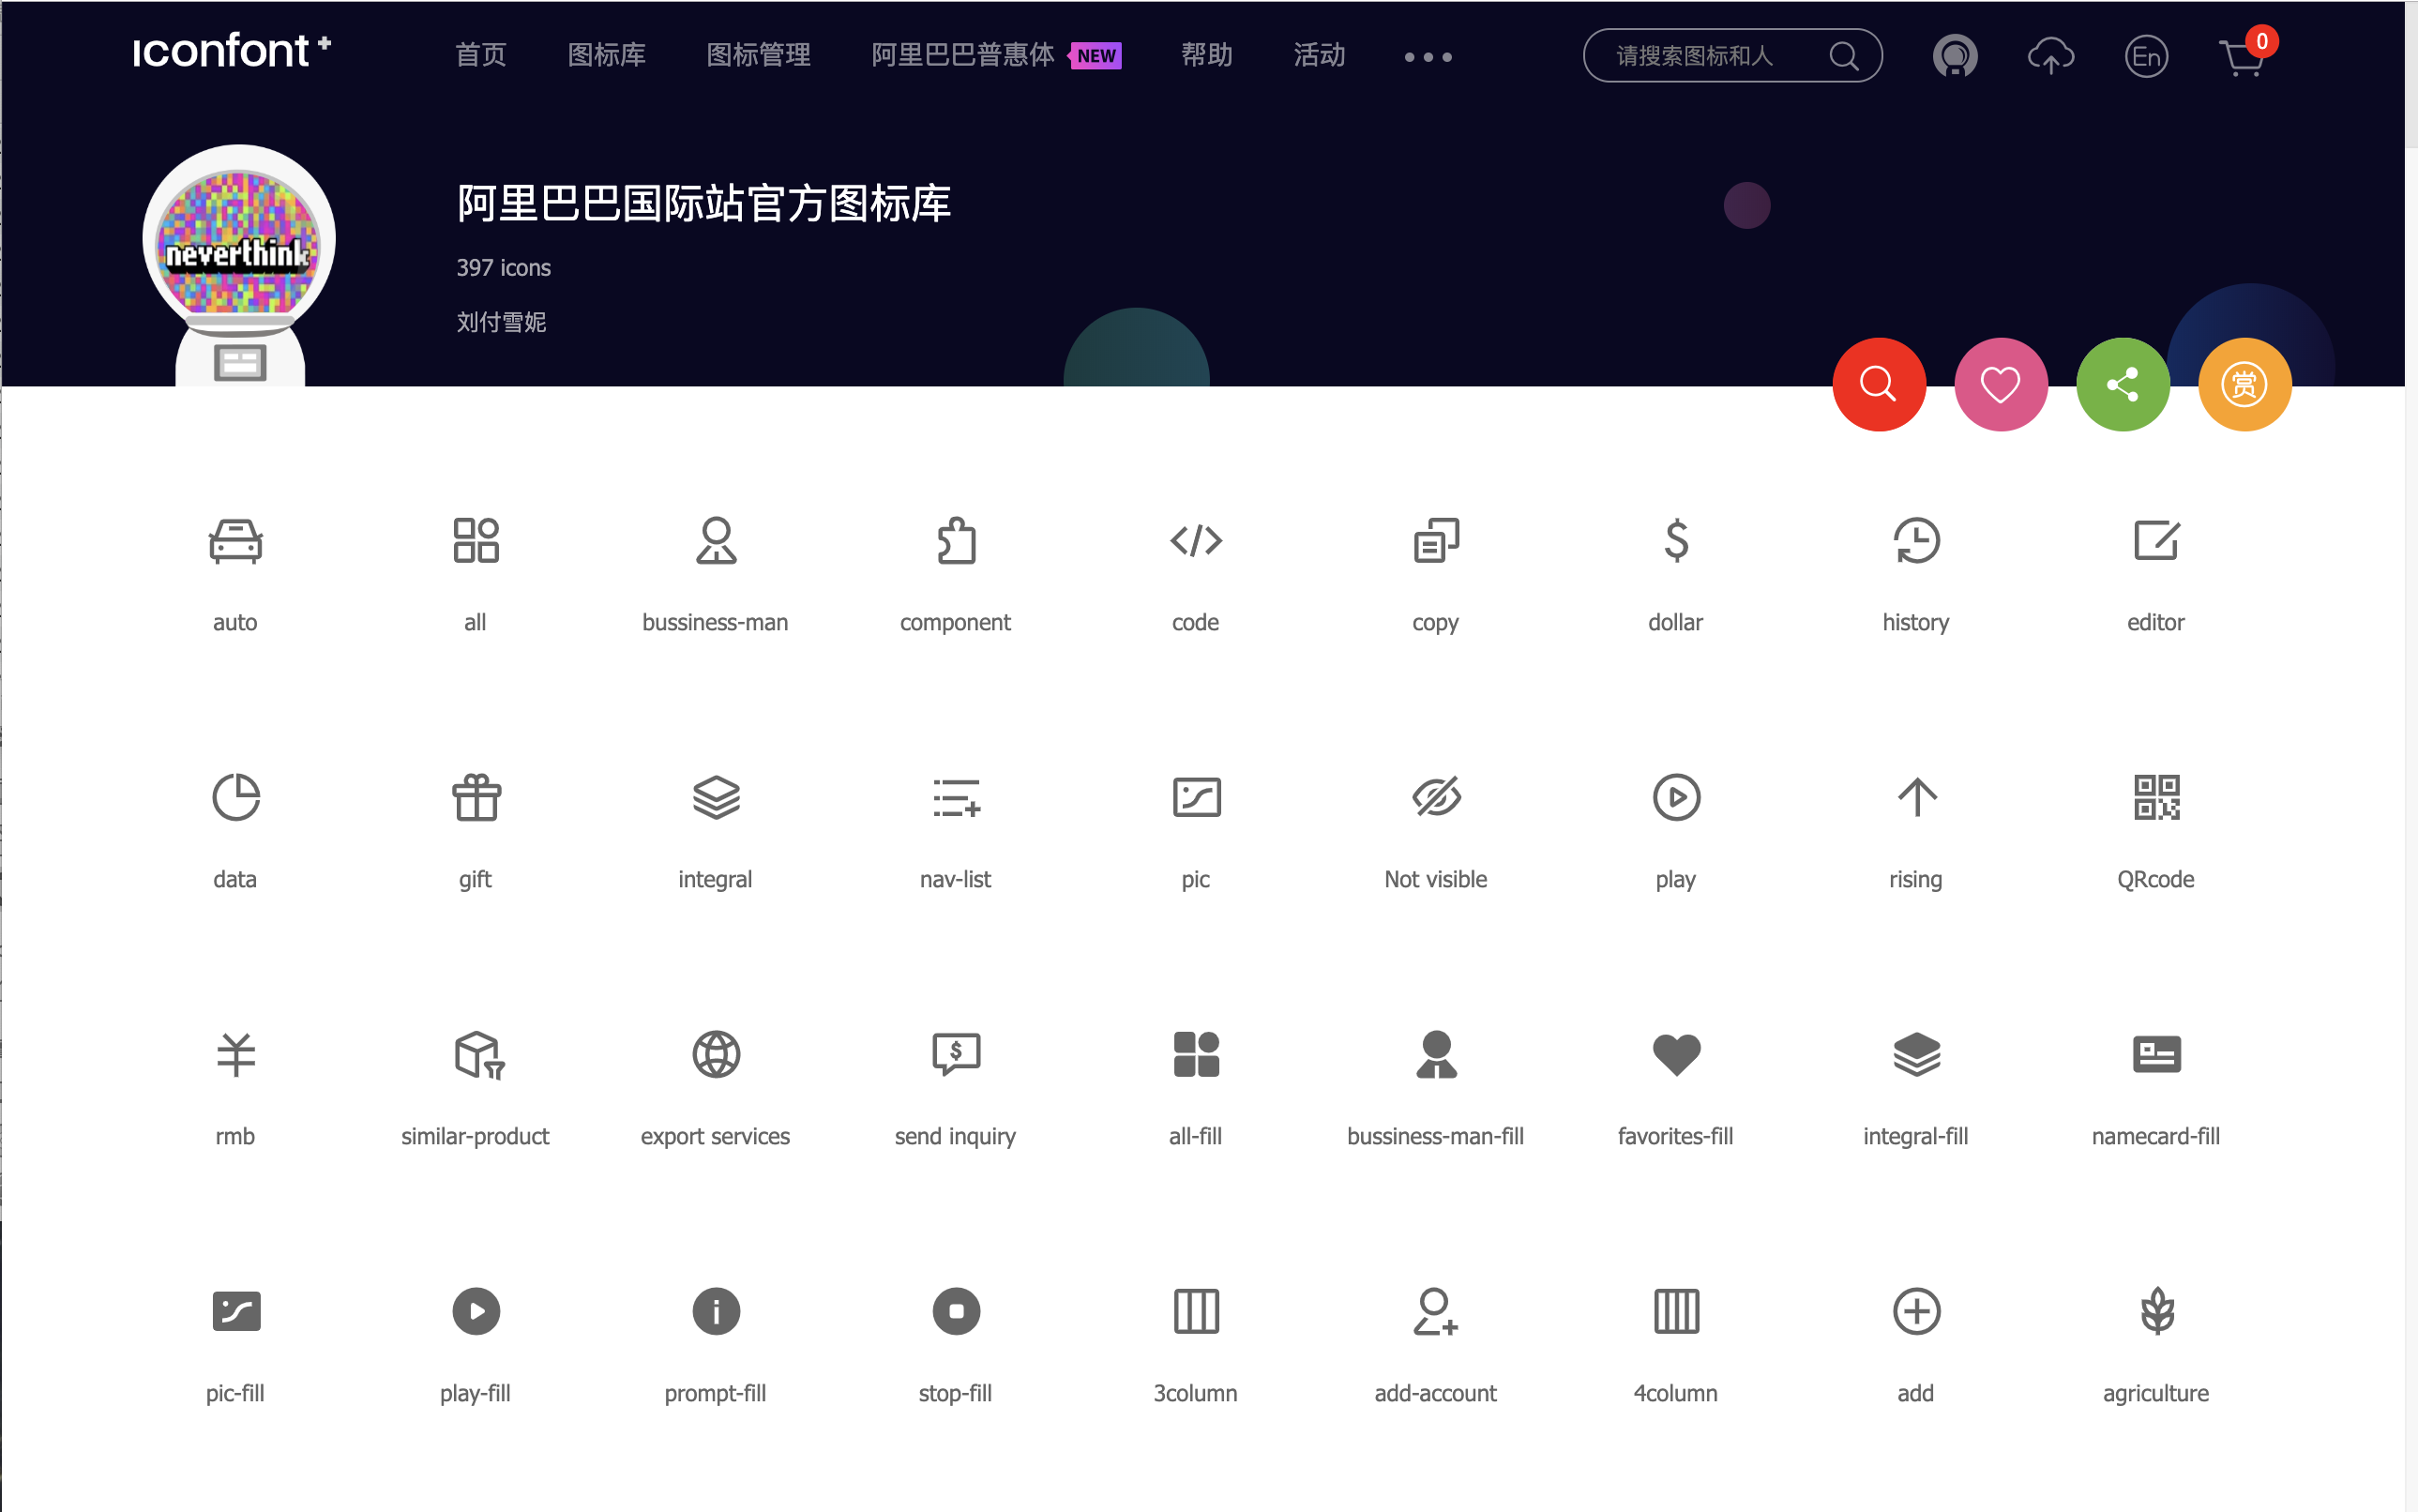 iconfont+
首页 图标库 图标管理 阿里巴巴普惠体 NEW 帮助 活动 请搜索图标和人 En 0
neverthink
阿里巴巴国际站官方图标库
397 icons
刘付雪妮
赏
auto all bussiness-man component code copy dollar history editor
data gift integral nav-list pic Not visible play rising QRcode
rmb similar-product export services send inquiry all-fill bussiness-man-fill favorites-fill integral-fill namecard-fill
pic-fill play-fill prompt-fill stop-fill 3column add-account 4column add agriculture